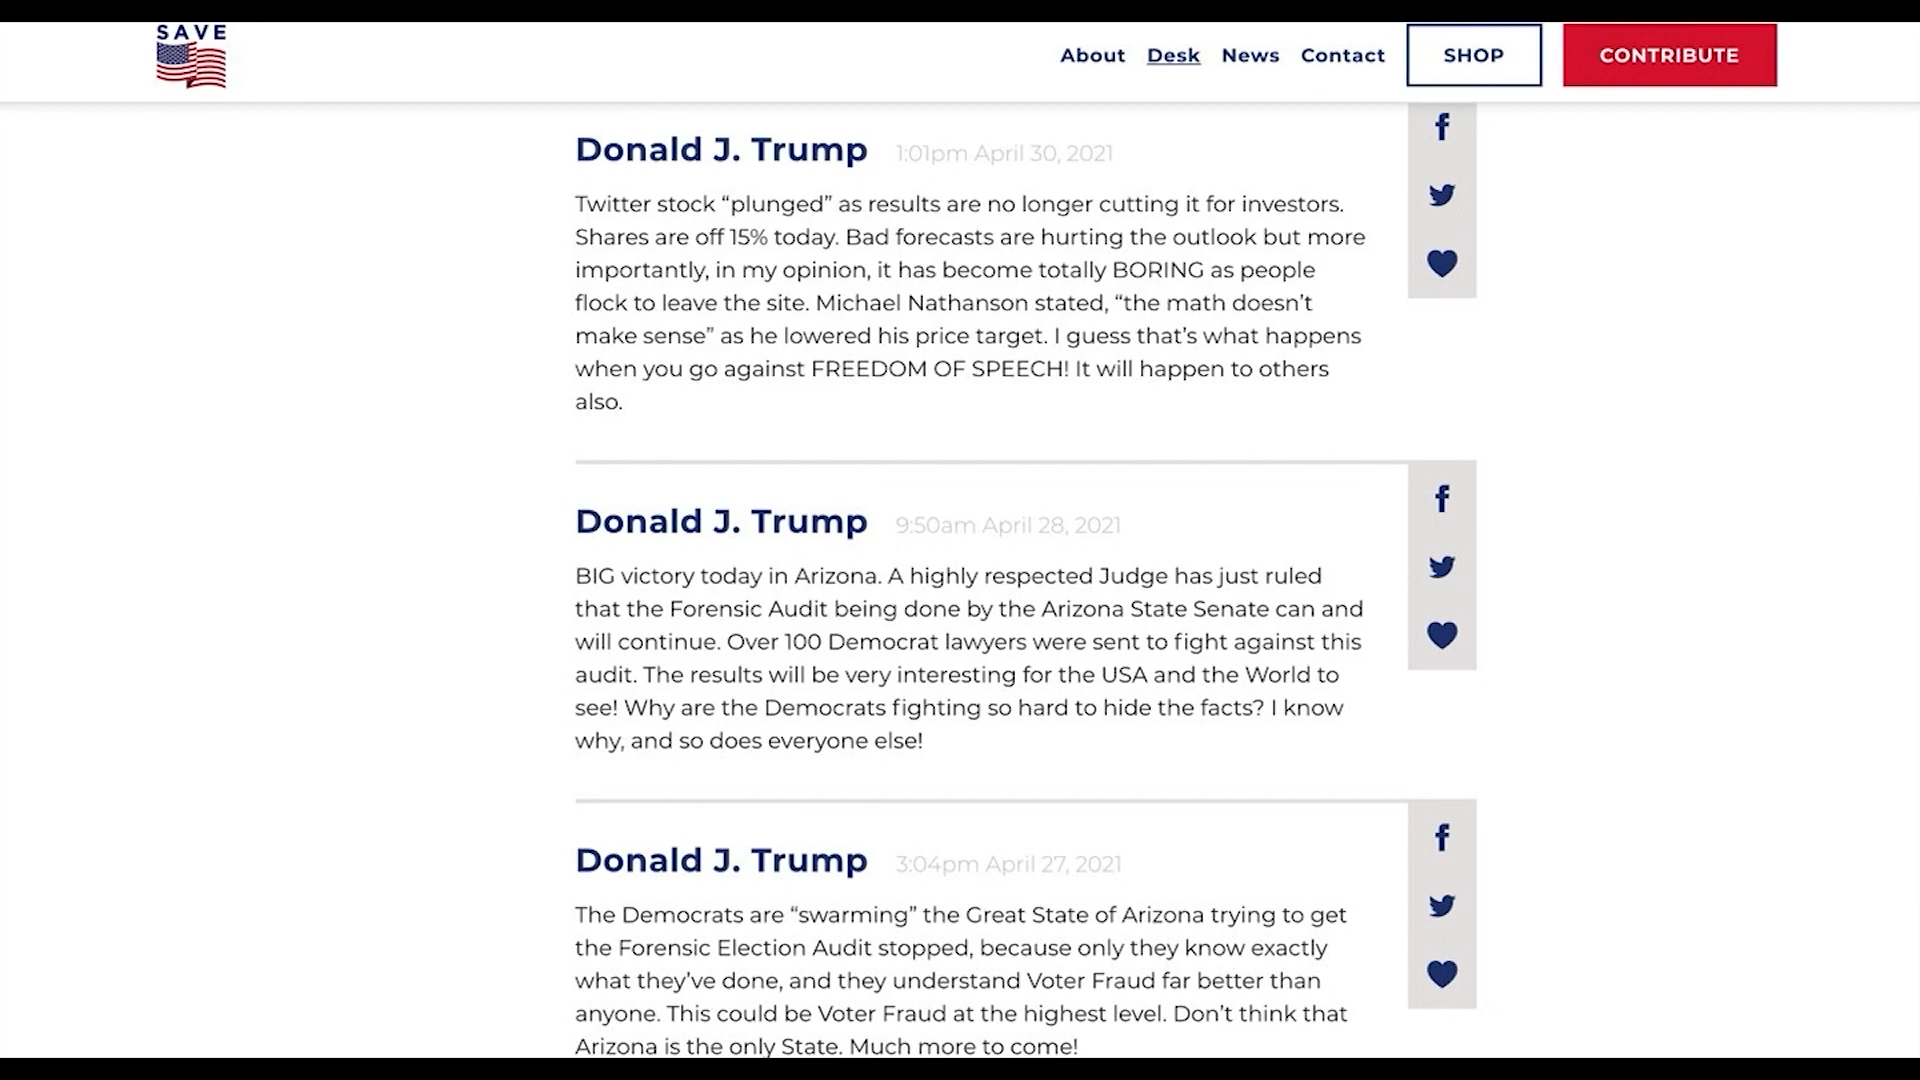 SAVE
About Desk News Contact SHOP CONTRIBUTE
Donald J. Trump 1:01pm April 30, 2021
Twitter stock “plunged” as results are no longer cutting it for investors.
Shares are off 15% today. Bad forecasts are hurting the outlook but more
importantly, in my opinion, it has become totally BORING as people
flock to leave the site. Michael Nathanson stated, “the math doesn’t
make sense” as he lowered his price target. I guess that’s what happens
when you go against FREEDOM OF SPEECH! It will happen to others
also.
Donald J. Trump 9:50am April 28, 2021
BIG victory today in Arizona. A highly respected Judge has just ruled
that the Forensic Audit being done by the Arizona State Senate can and
will continue. Over 100 Democrat lawyers were sent to fight against this
audit. The results will be very interesting for the USA and the World to
see! Why are the Democrats fighting so hard to hide the facts? I know
why, and so does everyone else!
Donald J. Trump 3:04pm April 27, 2021
The Democrats are “swarming” the Great State of Arizona trying to get
the Forensic Election Audit stopped, because only they know exactly
what they’ve done, and they understand Voter Fraud far better than
anyone. This could be Voter Fraud at the highest level. Don’t think that
Arizona is the only State. Much more to come!